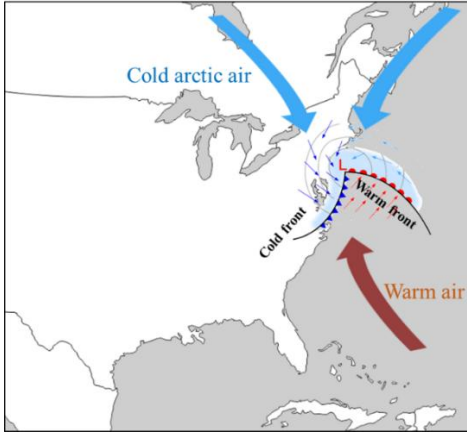 Cold arctic air
L
Warm front
Cold front
Warm air